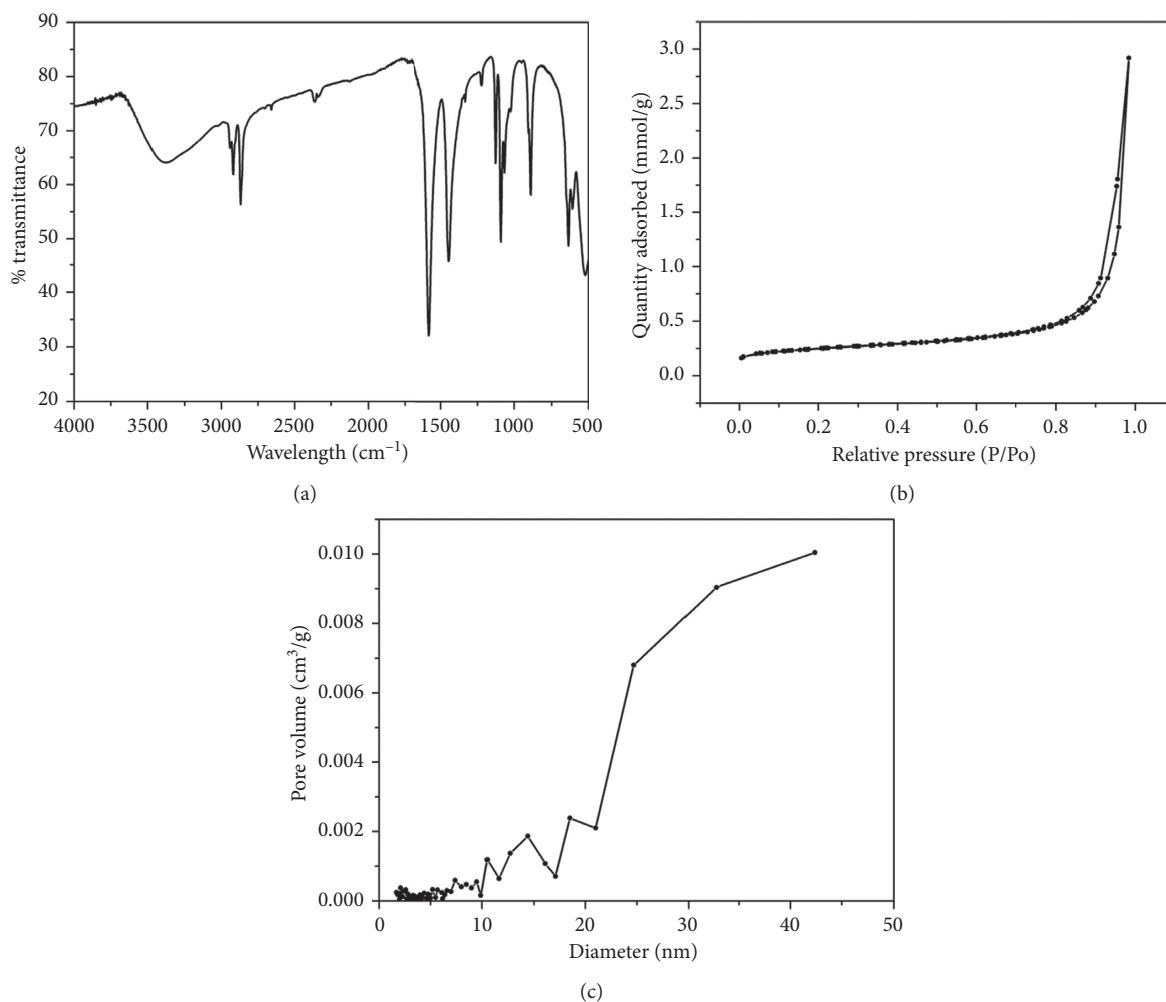 90
80
70
60
50
40
30
20
% transmittance
4000 3500 3000 2500 2000 1500 1000 500
Wavelength (cm⁻¹)
(a)
3.0
2.5
2.0
1.5
1.0
0.5
0.0
Quantity adsorbed (mmol/g)
0.0 0.2 0.4 0.6 0.8 1.0
Relative pressure (P/Po)
(b)
0.010
0.008
0.006
0.004
0.002
0.000
Pore volume (cm³/g)
0 10 20 30 40 50
Diameter (nm)
(c)